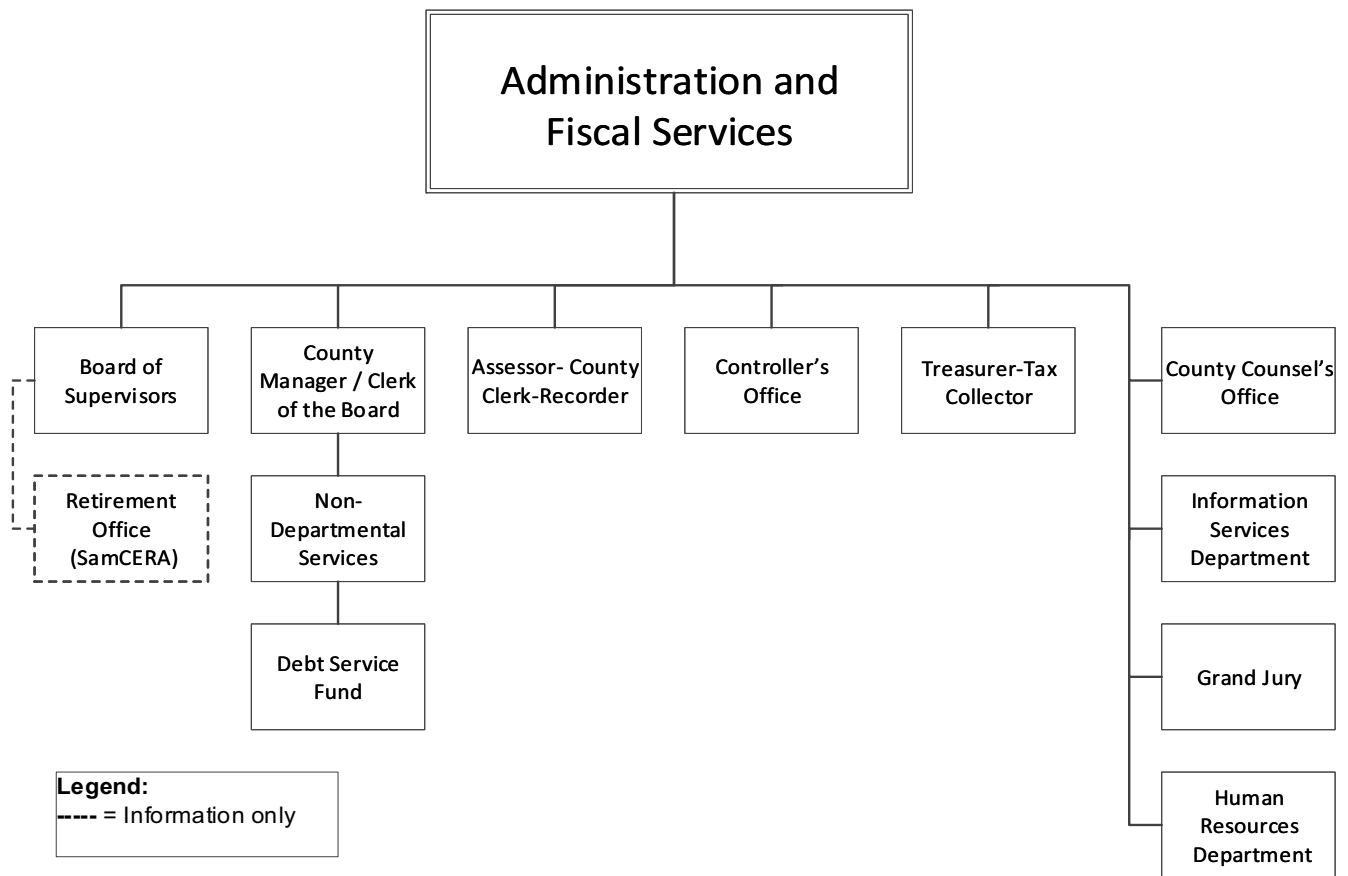 Administration and
Fiscal Services
Board of
Supervisors
County
Manager / Clerk
of the Board
Assessor- County
Clerk-Recorder
Controller’s
Office
Treasurer-Tax
Collector
County Counsel’s
Office
Retirement
Office
(SamCERA)
Non-
Departmental
Services
Information
Services
Department
Debt Service
Fund
Grand Jury
Legend:
----- = Information only
Human
Resources
Department